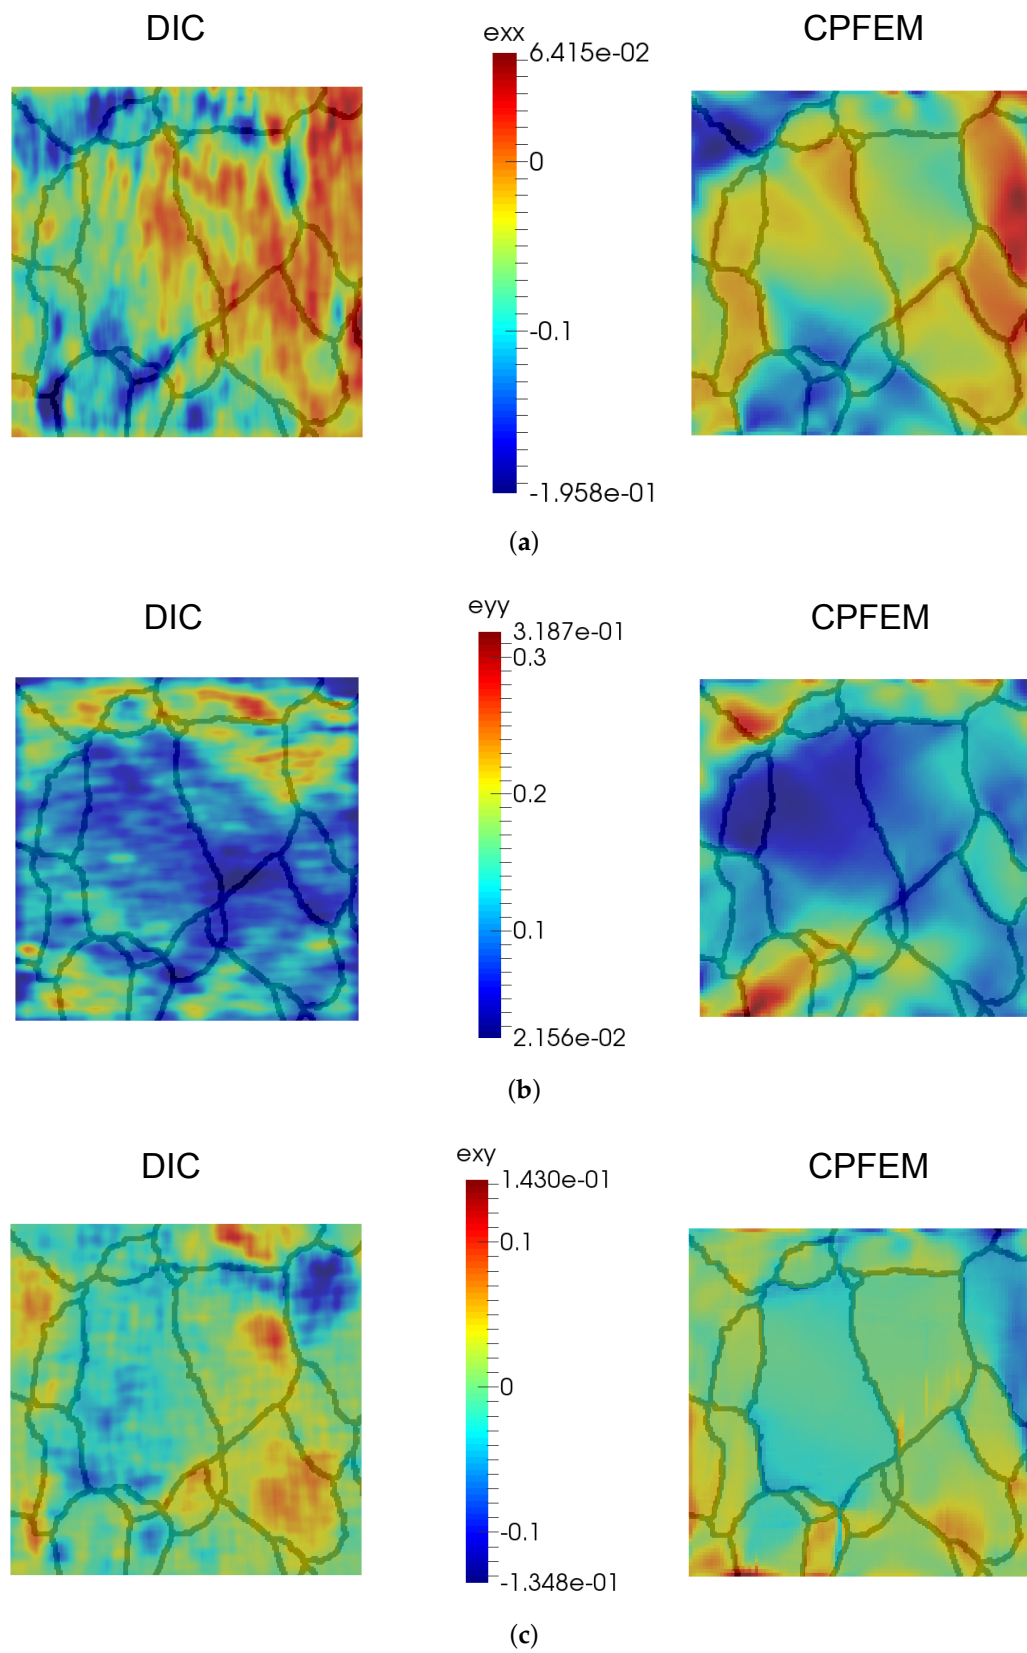 DIC
exx
CPFEM
6.415e-02
0
-0.1
-1.958e-01
(a)
DIC
eyy
CPFEM
3.187e-01
0.3
0.2
0.1
2.156e-02
(b)
DIC
exy
CPFEM
1.430e-01
0.1
0
-0.1
-1.348e-01
(c)